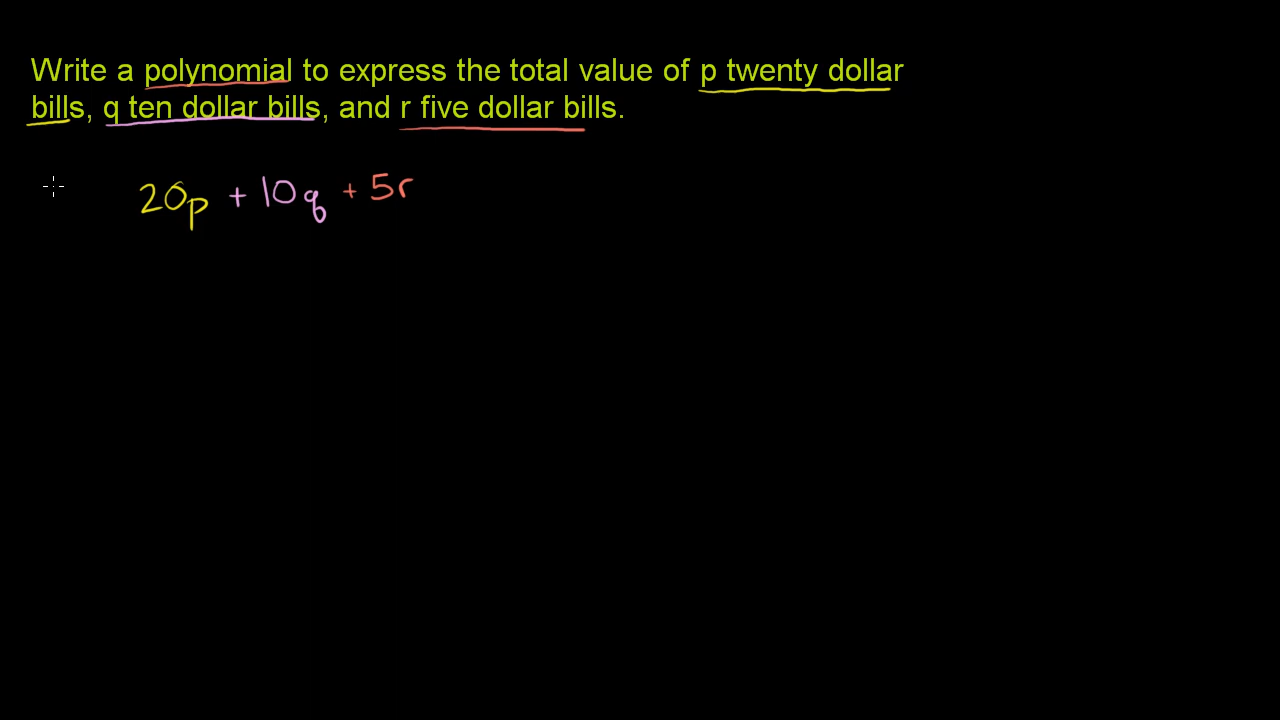 Write a polynomial to express the total value of p twenty dollar
bills, q ten dollar bills, and r five dollar bills.
20p + 10q + 5r